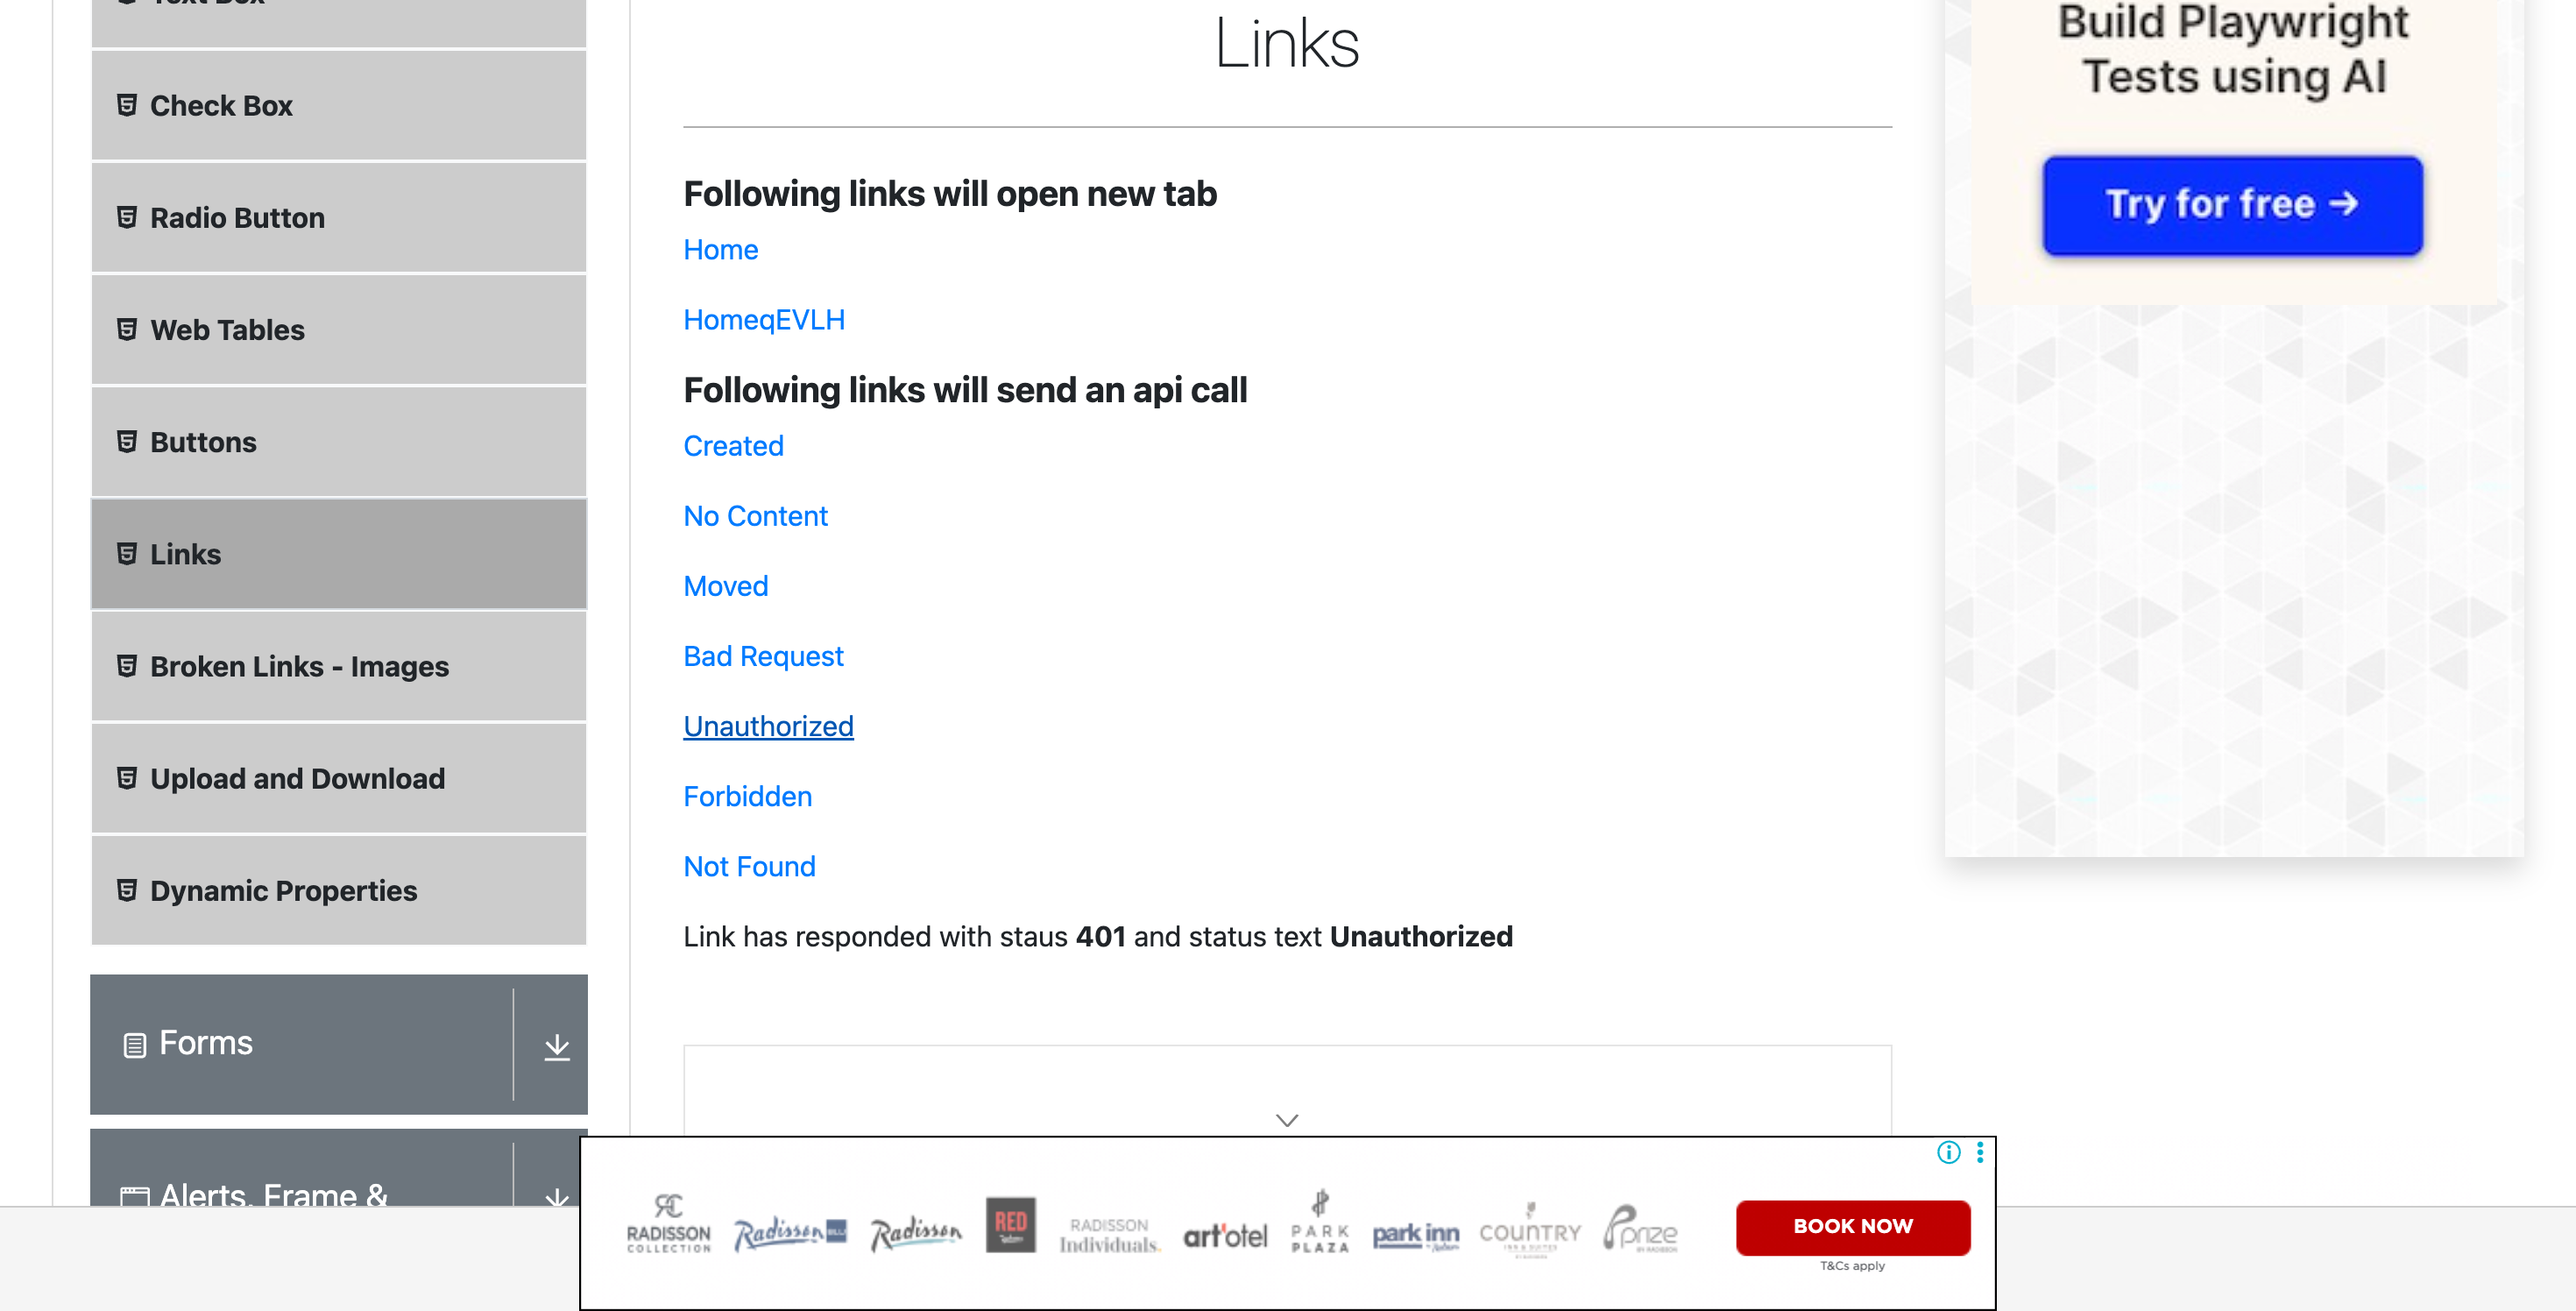 Text Box
Check Box
Radio Button
Web Tables
Buttons
Links
Broken Links - Images
Upload and Download
Dynamic Properties
Forms
Alerts, Frame &
Links
Following links will open new tab
Home
HomeqEVLH
Following links will send an api call
Created
No Content
Moved
Bad Request
Unauthorized
Forbidden
Not Found
Link has responded with staus 401 and status text Unauthorized
Build Playwright
Tests using AI
Try for free →
RADISSON
COLLECTION
Radisson BLU
Radisson
RED
RADISSON
Individuals
art'otel
PARK
PLAZA
park inn
COUNTRY
prize
BY RADISSON
BOOK NOW
T&Cs apply